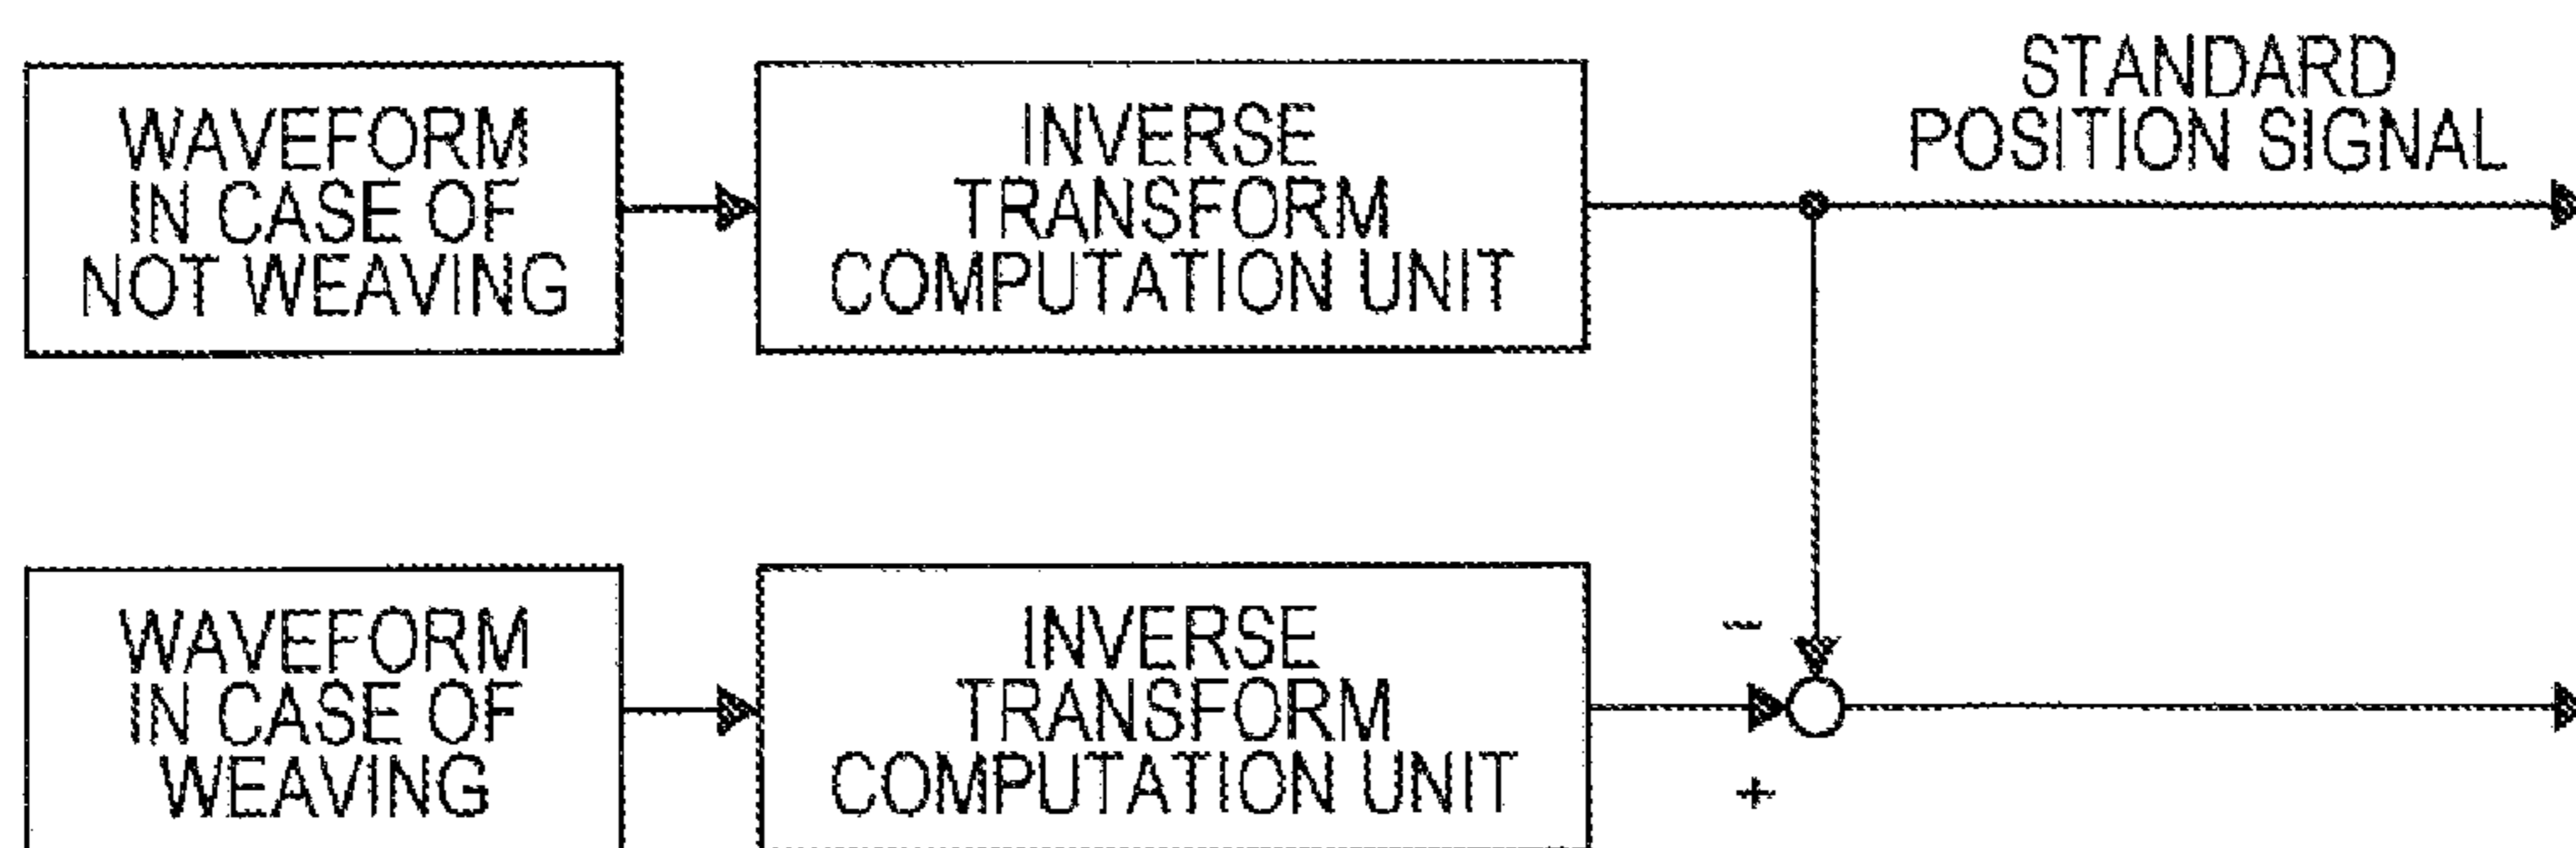 WAVEFORM
IN CASE OF
NOT WEAVING
INVERSE
TRANSFORM
COMPUTATION UNIT
STANDARD
POSITION SIGNAL
WAVEFORM
IN CASE OF
WEAVING
INVERSE
TRANSFORM
COMPUTATION UNIT
−
+